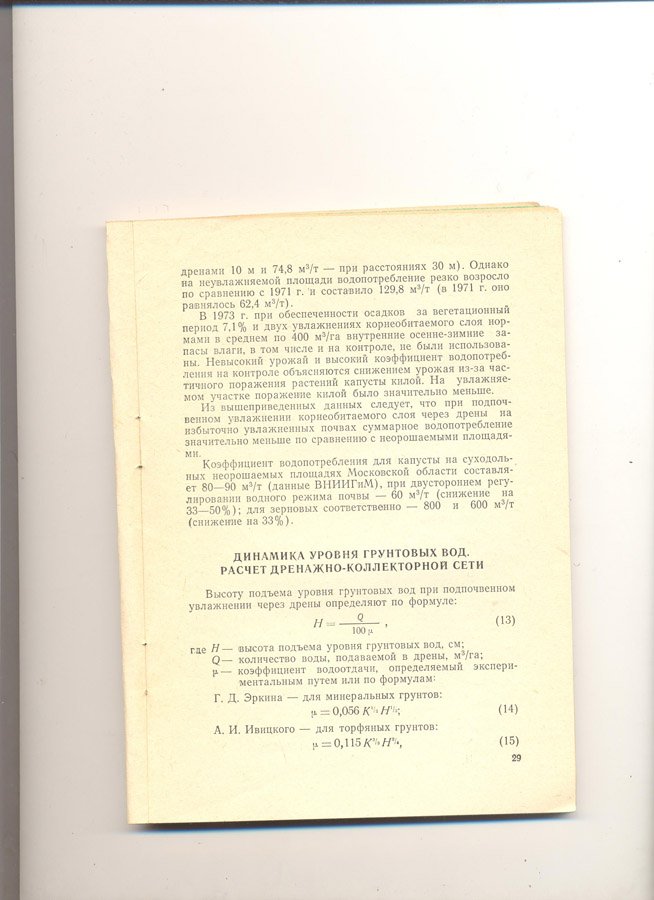 дренами 10 м и 74,8 м³/т — при расстояниях 30 м). Однако
на неувлажняемой площади водопотребление резко возросло
по сравнению с 1971 г. и составило 129,8 м³/т (в 1971 г. оно
равнялось 62,4 м³/т).
В 1973 г. при обеспеченности осадков за вегетационный
период 7,1% и двух увлажнениях корнеобитаемого слоя нор-
мами в среднем по 400 м³/га внутренние осенне-зимние за-
пасы влаги, в том числе и на контроле, не были использова-
ны. Невысокий урожай и высокий коэффициент водопотреб-
ления на контроле объясняются снижением урожая из-за час-
тичного поражения растений капусты килой. На увлажняе-
мом участке поражение килой было значительно меньше.
Из вышеприведенных данных следует, что при подпоч-
венном увлажнении корнеобитаемого слоя через дрены на
избыточно увлажненных почвах суммарное водопотребление
значительно меньше по сравнению с неорошаемыми площадя-
ми.
Коэффициент водопотребления для капусты на суходоль-
ных неорошаемых площадях Московской области составля-
ет 80—90 м³/т (данные ВНИИГиМ), при двустороннем регу-
лировании водного режима почвы — 60 м³/т (снижение на
33—50%); для зерновых соответственно — 800 и 600 м³/т
(снижение на 33%).
ДИНАМИКА УРОВНЯ ГРУНТОВЫХ ВОД.
РАСЧЕТ ДРЕНАЖНО-КОЛЛЕКТОРНОЙ СЕТИ
Высоту подъема уровня грунтовых вод при подпочвенном
увлажнении через дрены определяют по формуле:
H = Q / 100 μ , (13)
где H — высота подъема уровня грунтовых вод, см;
Q — количество воды, подаваемой в дрены, м³/га;
μ — коэффициент водоотдачи, определяемый экспери-
ментальным путем или по формулам:
Г. Д. Эркина — для минеральных грунтов:
μ = 0,056 K H ; (14)
А. И. Ивицкого — для торфяных грунтов:
μ = 0,115 K H , (15)
29